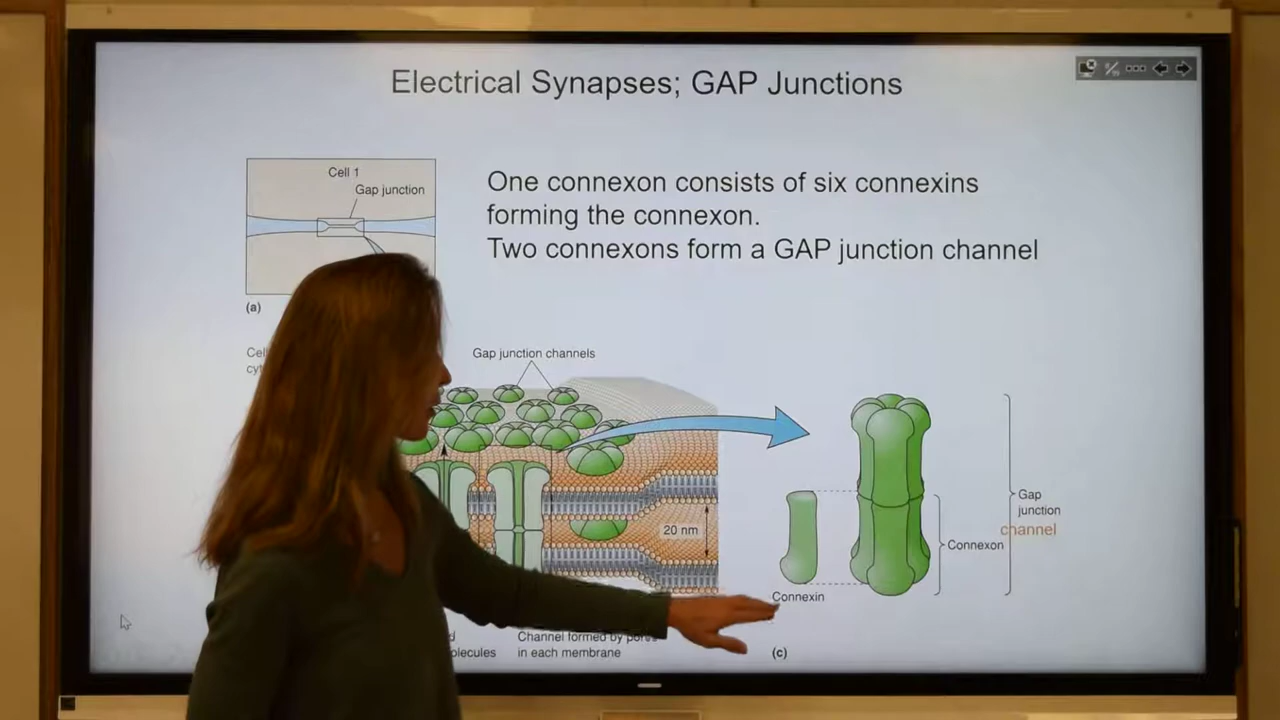 Electrical Synapses; GAP Junctions
Cell 1
Gap junction
(a)
One connexon consists of six connexins
forming the connexon.
Two connexons form a GAP junction channel
Gap junction channels
20 nm
Connexin
Connexon
Gap
junction
channel
Channel formed by
in each membrane
(c)